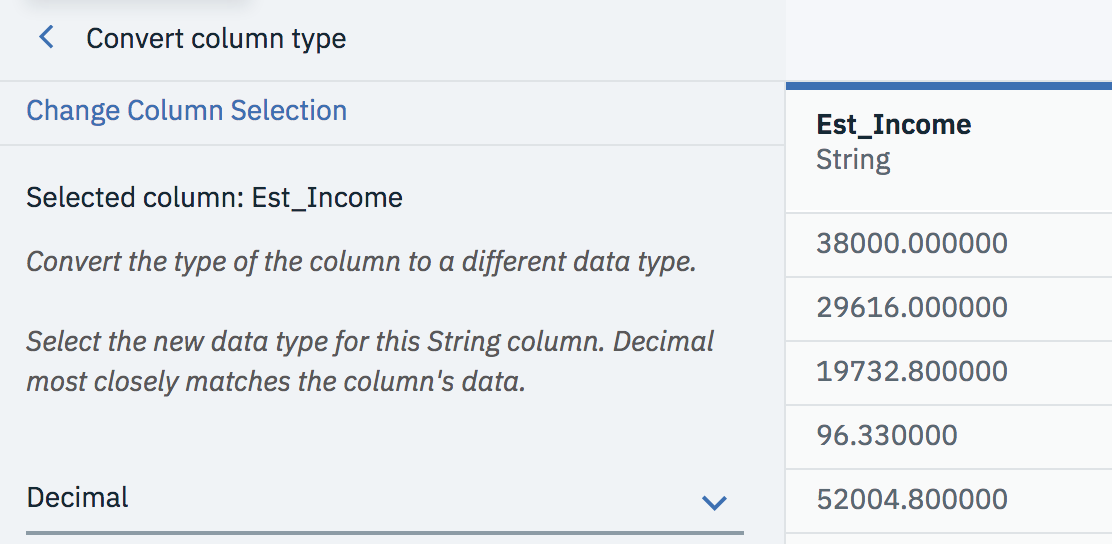 Convert column type
Change Column Selection
Selected column: Est_Income
Convert the type of the column to a different data type.
Select the new data type for this String column. Decimal
most closely matches the column's data.
Decimal
Est_Income
String
38000.000000
29616.000000
19732.800000
96.330000
52004.800000